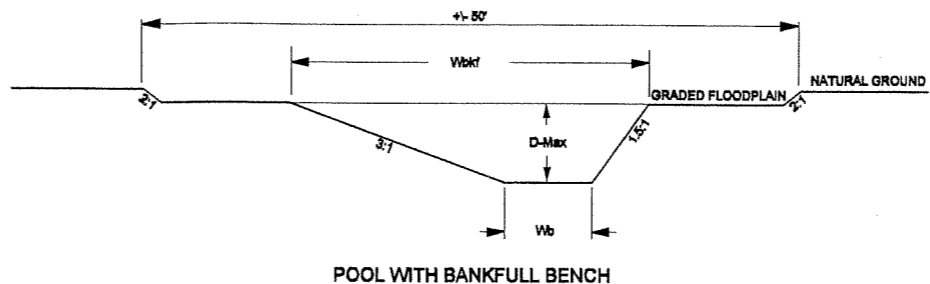 +\- 50'
Wbkf
NATURAL GROUND
GRADED FLOODPLAIN
2:1
2:1
3:1
D-Max
1.5:1
Wb
POOL WITH BANKFULL BENCH